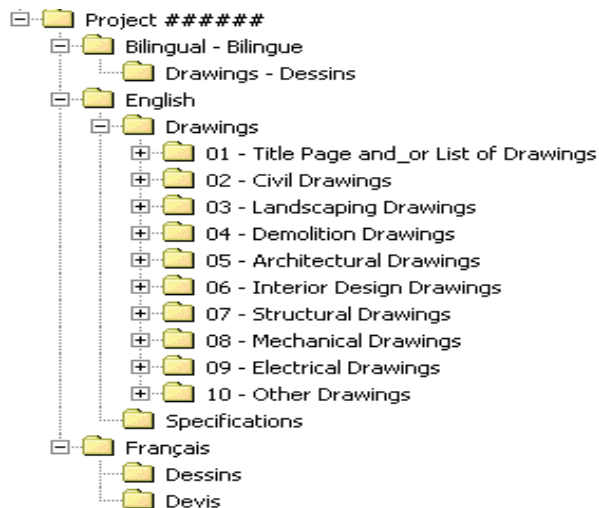 Project ######
Bilingual - Bilingue
Drawings - Dessins
English
Drawings
01 - Title Page and_or List of Drawings
02 - Civil Drawings
03 - Landscaping Drawings
04 - Demolition Drawings
05 - Architectural Drawings
06 - Interior Design Drawings
07 - Structural Drawings
08 - Mechanical Drawings
09 - Electrical Drawings
10 - Other Drawings
Specifications
Français
Dessins
Devis